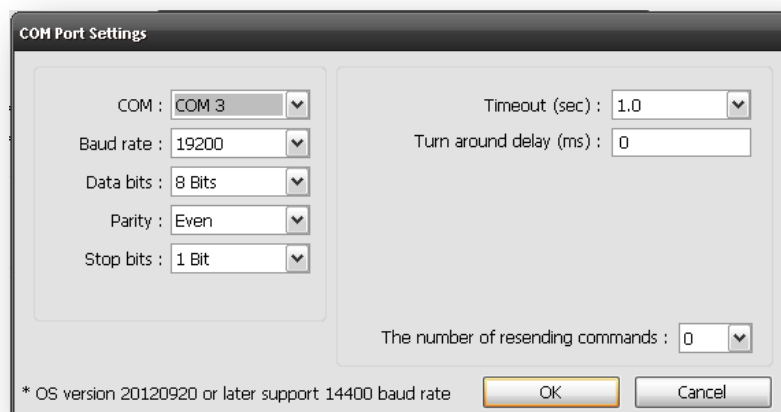 COM Port Settings
COM : COM 3
Baud rate : 19200
Data bits : 8 Bits
Parity : Even
Stop bits : 1 Bit
Timeout (sec) : 1.0
Turn around delay (ms) : 0
The number of resending commands : 0
* OS version 20120920 or later support 14400 baud rate
OK
Cancel